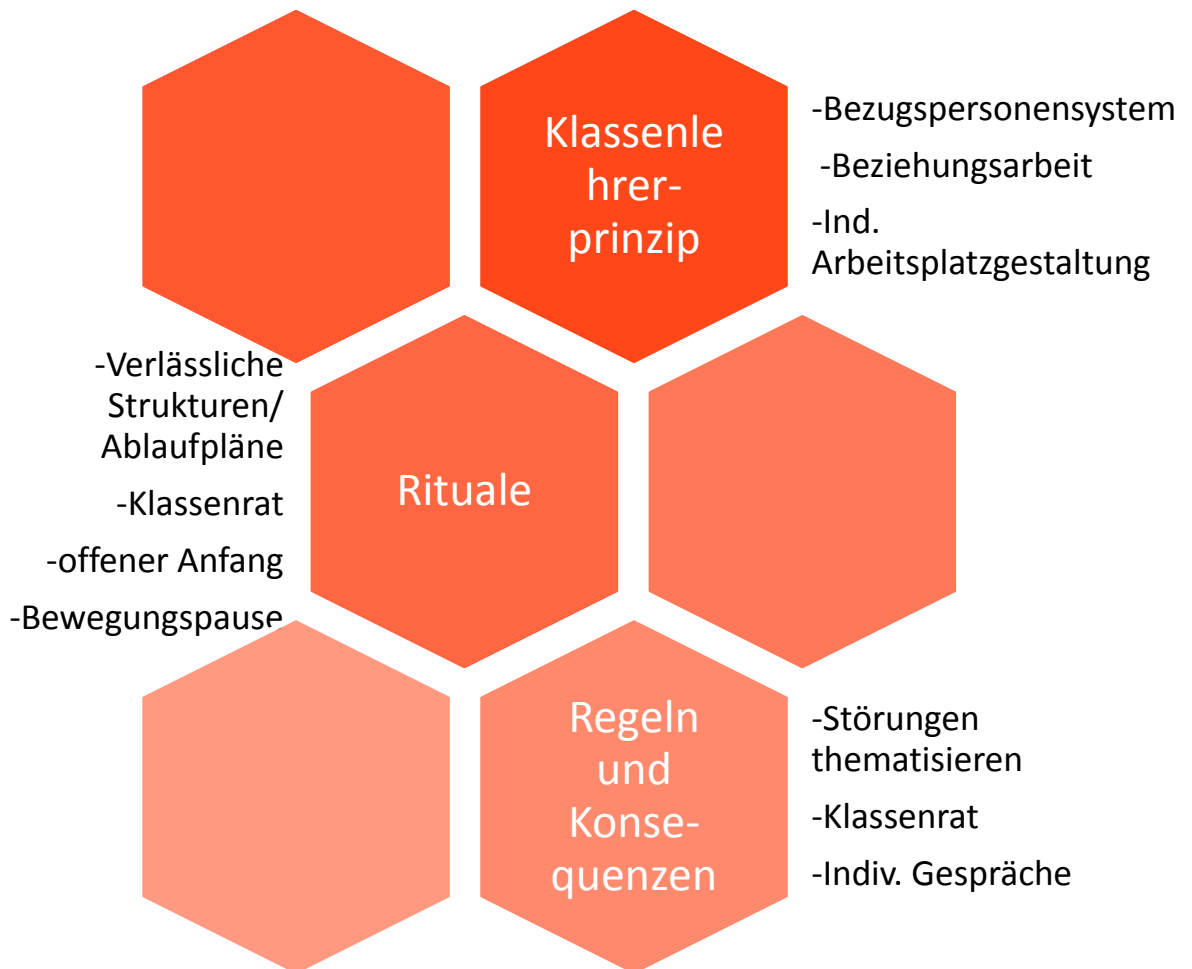 Klassenle
hrer-
prinzip
-Bezugspersonensystem
-Beziehungsarbeit
-Ind.
Arbeitsplatzgestaltung
-Verlässliche
Strukturen/
Ablaufpläne
-Klassenrat
-offener Anfang
-Bewegungspause
Rituale
Regeln
und
Konse-
quenzen
-Störungen
thematisieren
-Klassenrat
-Indiv. Gespräche